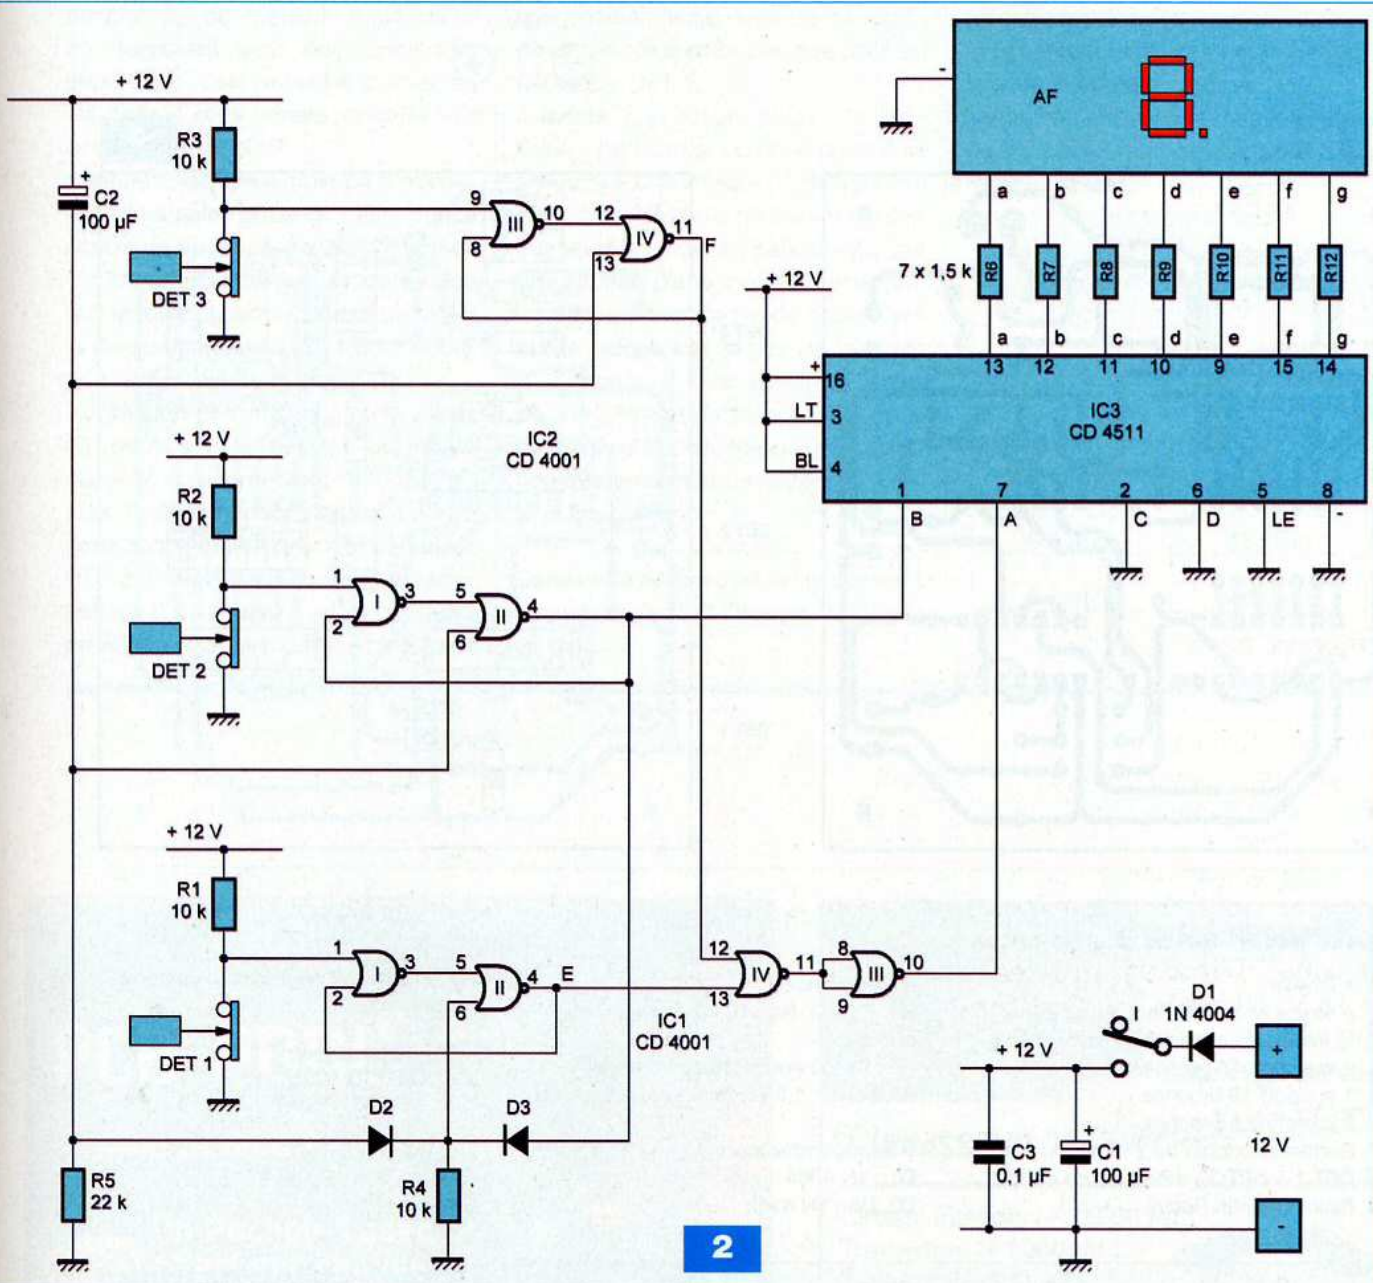 + 12 V
R3
10 k
+
C2
100 µF
DET 3
9
8
III
10
12
13
IV
11
F
-
AF
8.
a b c d e f g
7 x 1,5 k
R6 R7 R8 R9 R10 R11 R12
a b c d e f g
13 12 11 10 9 15 14
+ 12 V
+
16
LT
3
BL
4
IC3
CD 4511
1 7 2 6 5 8
B A C D LE -
IC2
CD 4001
+ 12 V
R2
10 k
DET 2
1
2
I
3
5
6
II
4
+ 12 V
R1
10 k
DET 1
1
2
I
3
5
6
II
4
E
IC1
CD 4001
12
13
IV
11
8
9
III
10
D2
D3
R5
22 k
R4
10 k
D1
1N 4004
+ 12 V
+
C3
0,1 µF
+
C1
100 µF
12 V
-
2